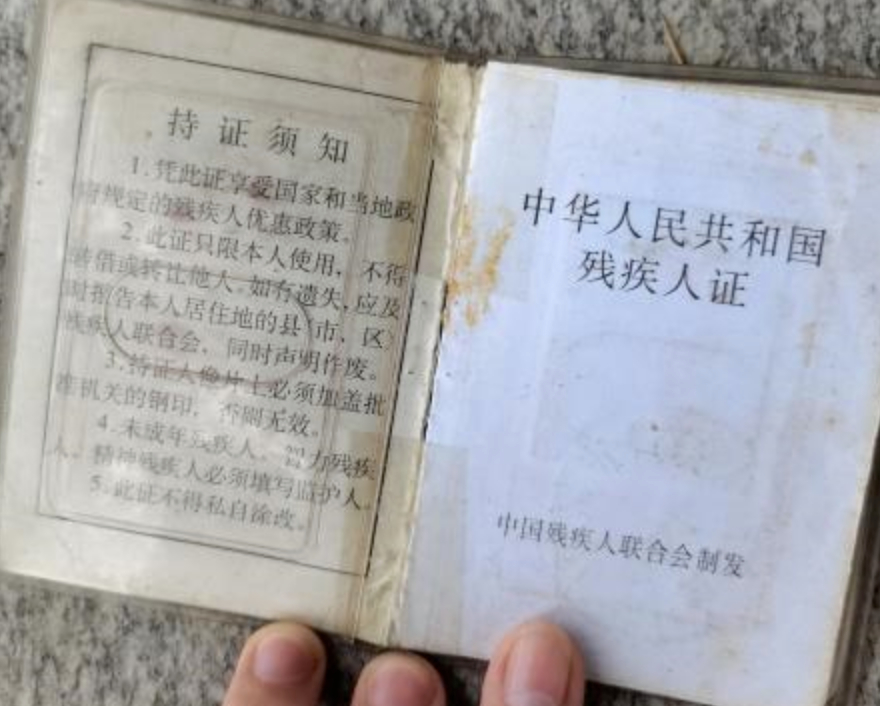 持证须知
1.凭此证享受国家和当地政
府规定的残疾人优惠政策。
2.此证只限本人使用，不得
转借或转让他人.如有遗失,应及
时报告本人居住地的县(市、区)
残疾人联合会，同时声明作废。
3.持证人像片上必须加盖批
准机关的钢印，否则无效。
4.未成年残疾人、智力残疾
人、精神残疾人必须填写监护人。
5.此证不得私自涂改。
中华人民共和国
残疾人证
中国残疾人联合会制发